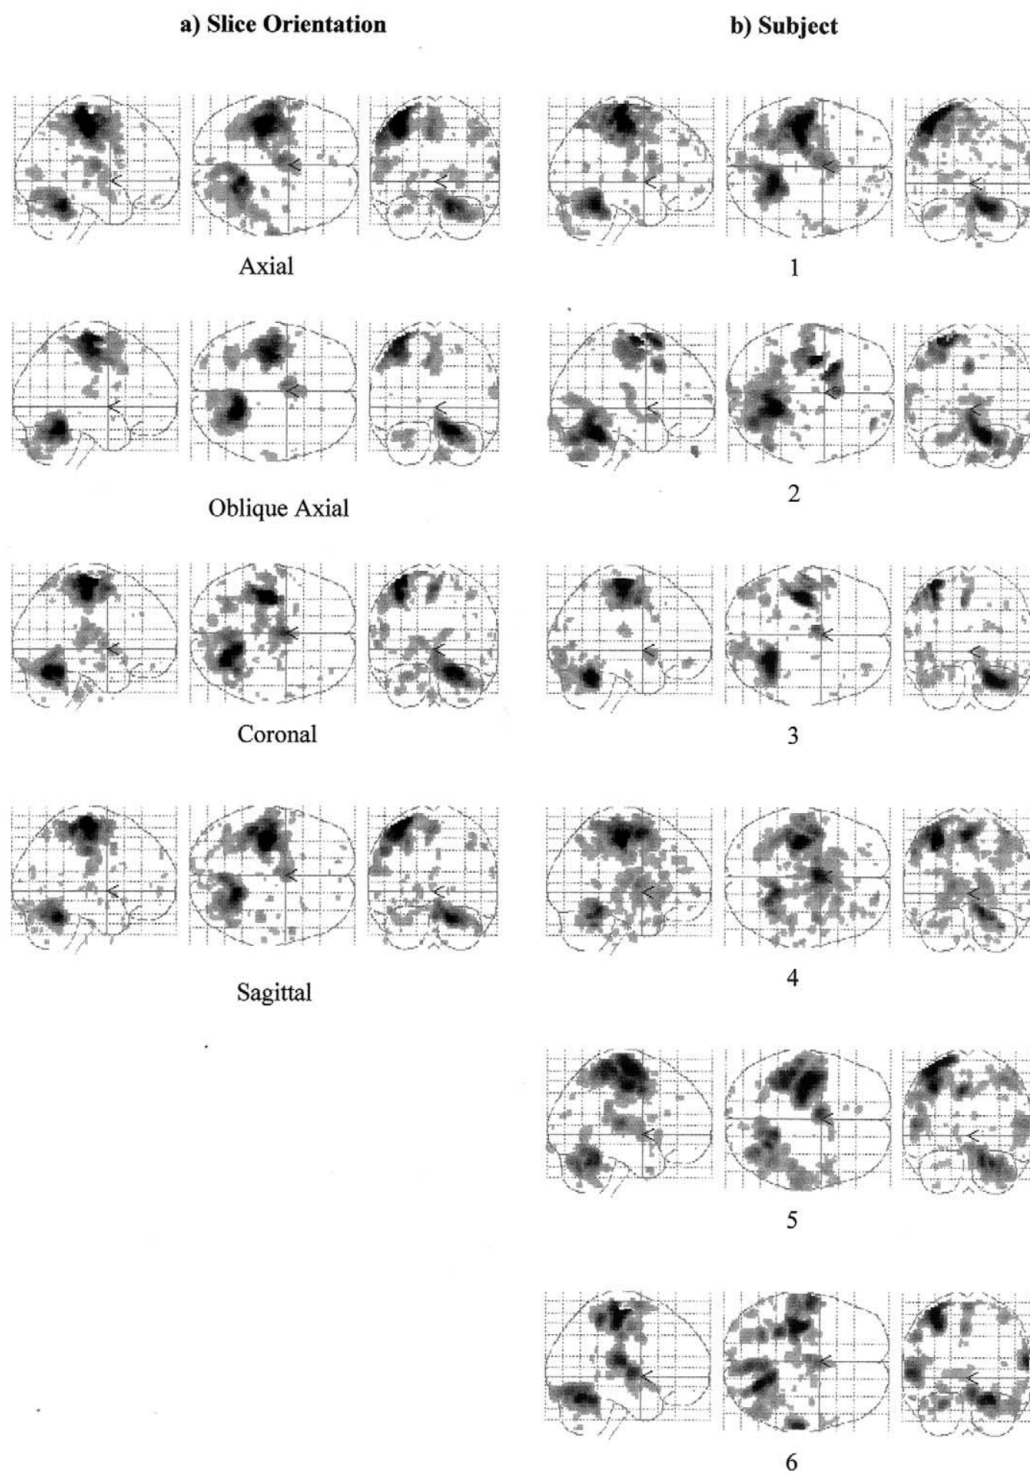 a) Slice Orientation
b) Subject
Axial
1
Oblique Axial
2
Coronal
3
Sagittal
4
5
6